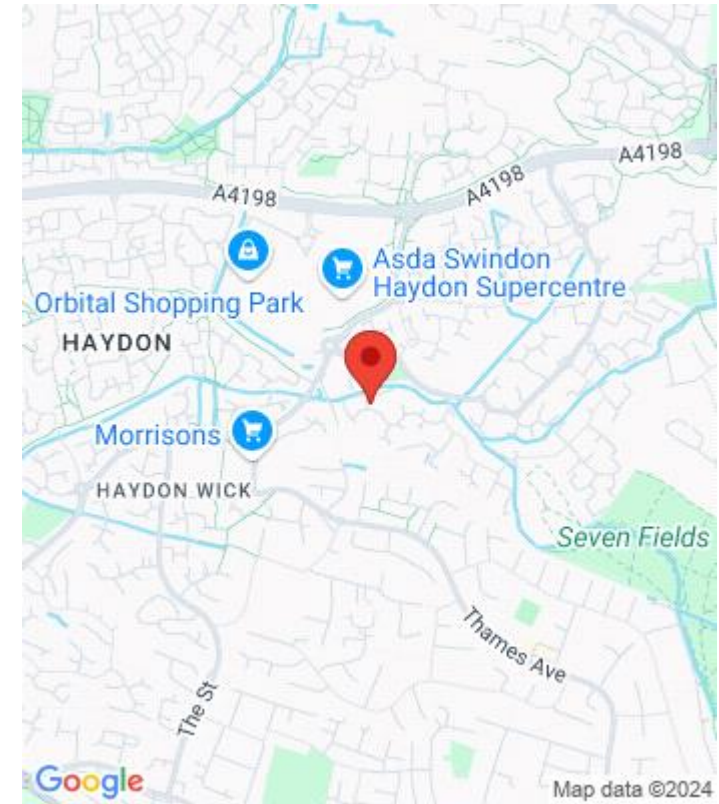 A4198
A4198
A4198
Asda Swindon
Haydon Supercentre
Orbital Shopping Park
HAYDON
Morrisons
HAYDON WICK
Seven Fields
Thames Ave
The St
Google
Map data ©2024